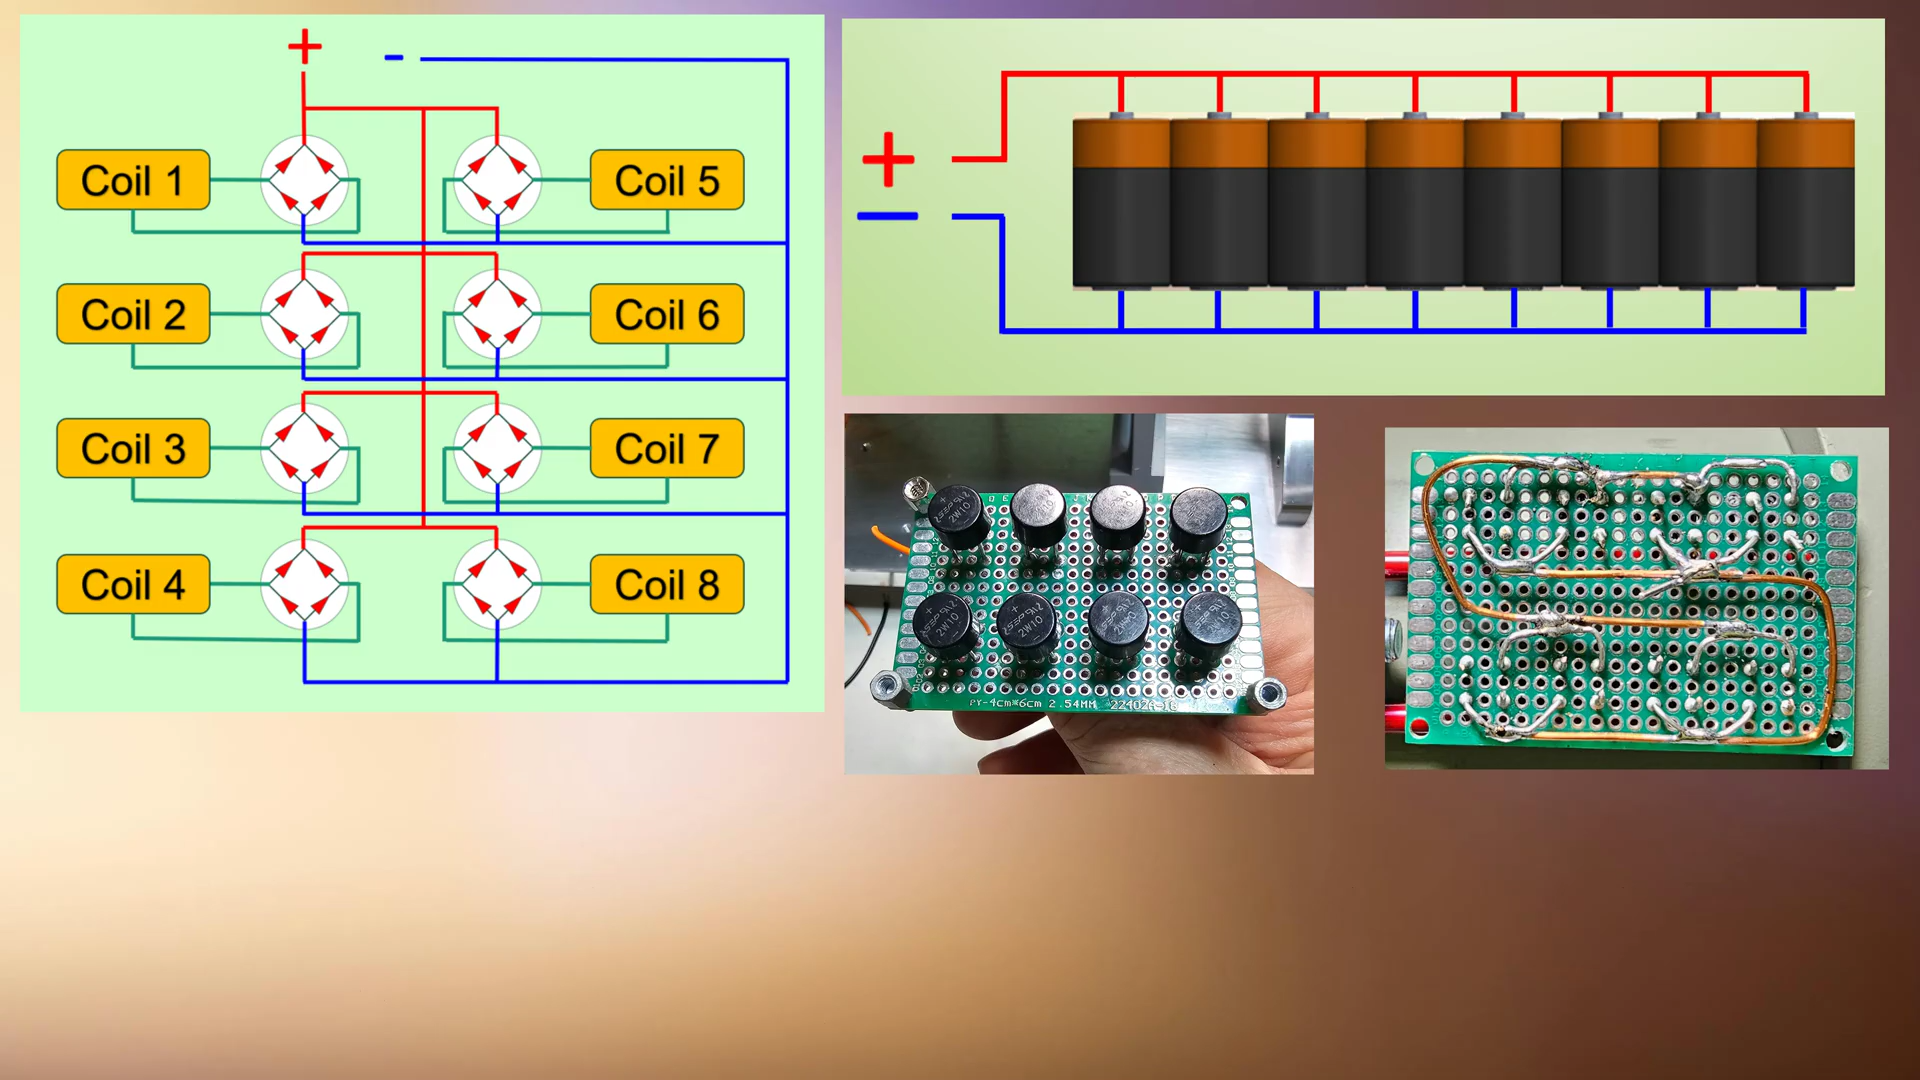 + -
Coil 1
Coil 5
Coil 2
Coil 6
Coil 3
Coil 7
Coil 4
Coil 8
+
−
2W10
2W10
2W10
2W10
2W10
PY-4cm*6cm 2.54MM